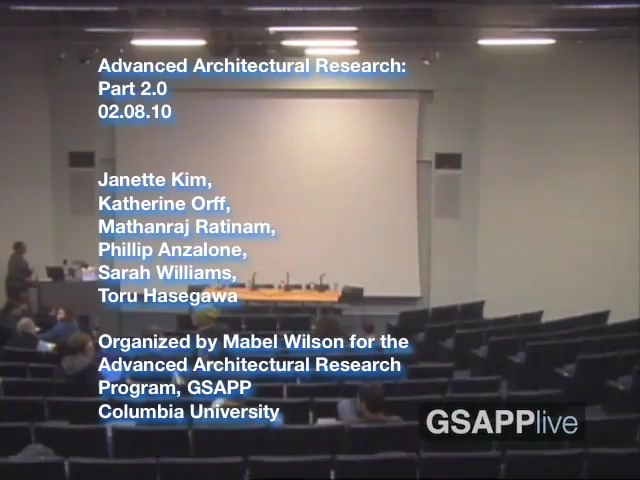 Advanced Architectural Research:
Part 2.0
02.08.10
Janette Kim,
Katherine Orff,
Mathanraj Ratinam,
Phillip Anzalone,
Sarah Williams,
Toru Hasegawa
Organized by Mabel Wilson for the
Advanced Architectural Research
Program, GSAPP
Columbia University
GSAPPlive